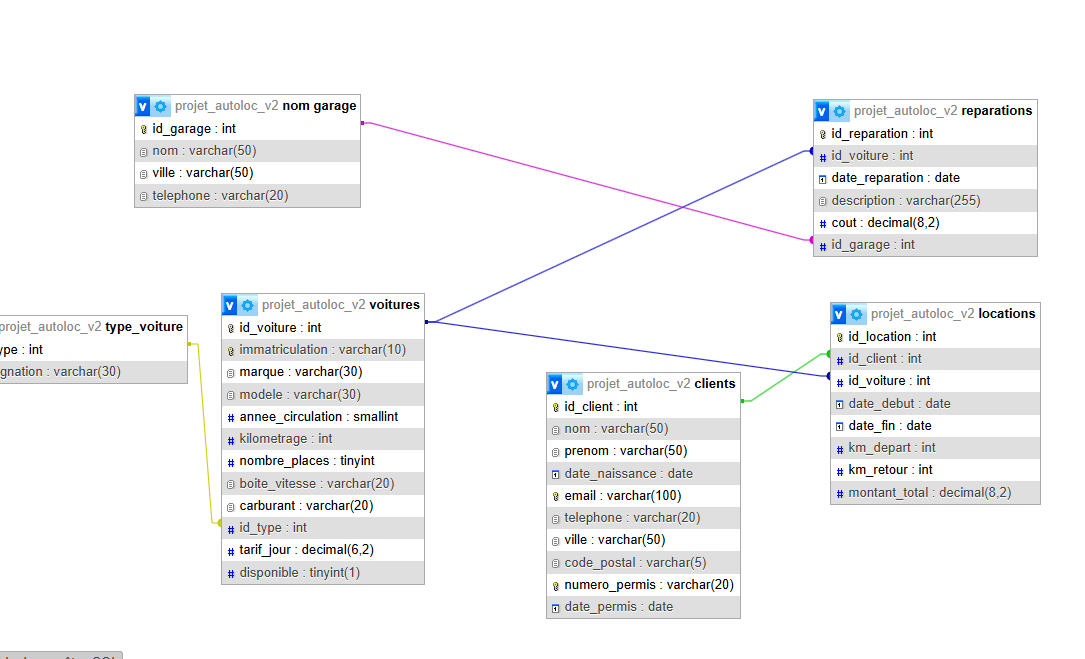 projet_autoloc_v2 nom garage
id_garage : int
nom : varchar(50)
ville : varchar(50)
telephone : varchar(20)
projet_autoloc_v2 reparations
id_reparation : int
id_voiture : int
date_reparation : date
description : varchar(255)
cout : decimal(8,2)
id_garage : int
projet_autoloc_v2 type_voiture
ype : int
gnation : varchar(30)
projet_autoloc_v2 voitures
id_voiture : int
immatriculation : varchar(10)
marque : varchar(30)
modele : varchar(30)
annee_circulation : smallint
kilometrage : int
nombre_places : tinyint
boite_vitesse : varchar(20)
carburant : varchar(20)
id_type : int
tarif_jour : decimal(6,2)
disponible : tinyint(1)
projet_autoloc_v2 clients
id_client : int
nom : varchar(50)
prenom : varchar(50)
date_naissance : date
email : varchar(100)
telephone : varchar(20)
ville : varchar(50)
code_postal : varchar(5)
numero_permis : varchar(20)
date_permis : date
projet_autoloc_v2 locations
id_location : int
id_client : int
id_voiture : int
date_debut : date
date_fin : date
km_depart : int
km_retour : int
montant_total : decimal(8,2)